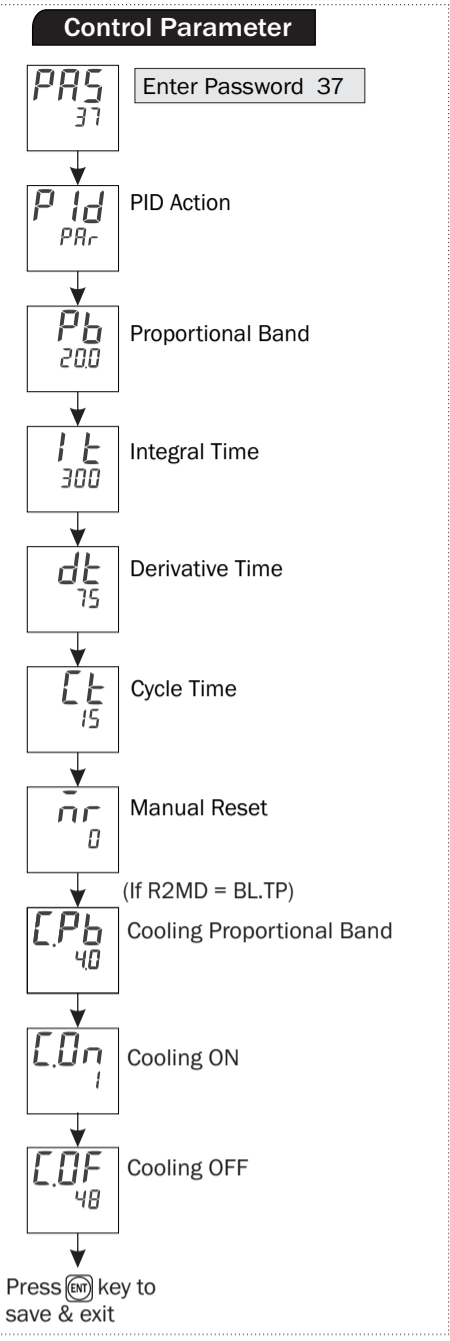 Control Parameter
PAS
37
Enter Password 37
PId
PAr
PID Action
Pb
20.0
Proportional Band
It
300
Integral Time
dt
75
Derivative Time
Ct
15
Cycle Time
n̄r
0
Manual Reset
(If R2MD = BL.TP)
C.Pb
4.0
Cooling Proportional Band
C.On
1
Cooling ON
C.OF
48
Cooling OFF
Press ENT key to
save & exit